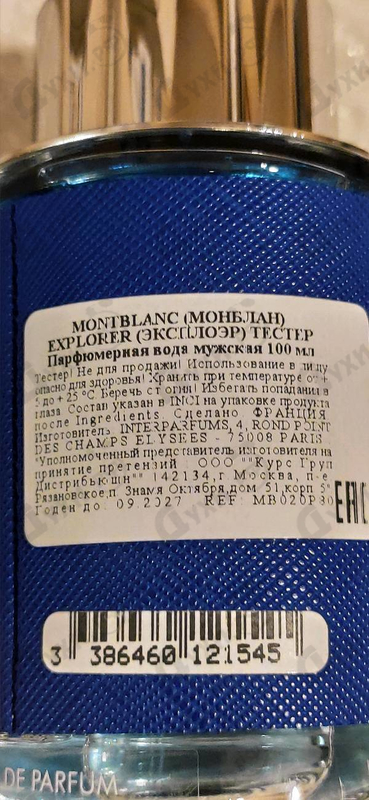 MONTBLANC (МОНБЛАН)
EXPLORER (ЭКСПЛОЭР) ТЕСТЕР
Парфюмерная вода мужская 100 мл
Тестер! Не для продажи! Использование в пищу
опасно для здоровья! Хранить при температуре от +
5 до + 25 °C Беречь от огня! Избегать попадания в
глаза. Состав указан в INCI на упаковке продукта
после Ingredients. Сделано ФРАНЦИЯ
Изготовитель INTERPARFUMS, 4, ROND POINT
DES CHAMPS ELYSEES - 75008 PARIS
"Уполномоченный представитель изготовителя на
принятие претензий ООО ""Курс Груп
Дистрибьюшн"" 142134, г Москва, п-е
Рязановское,п Знамя Октября,дом 51,корп 5"
Годен до: 09.2027 REF: MB020P80
EAC
3 386460 121545
DE PARFUM